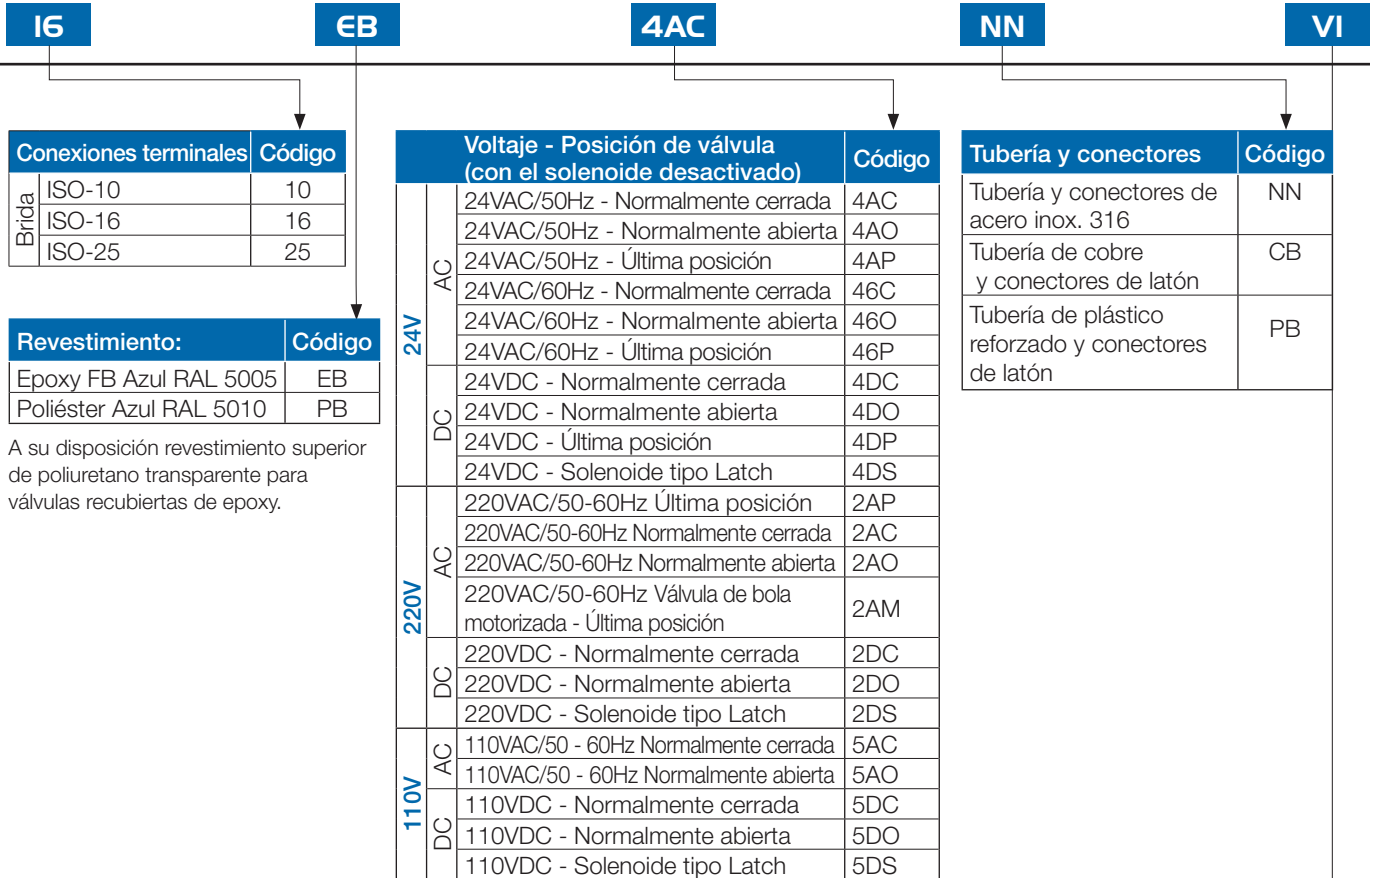 16 EB 4AC NN VI
Conexiones terminales Código
Brida
ISO-10 10
ISO-16 16
ISO-25 25
Revestimiento: Código
Epoxy FB Azul RAL 5005 EB
Poliéster Azul RAL 5010 PB
A su disposición revestimiento superior
de poliuretano transparente para
válvulas recubiertas de epoxy.
Voltaje - Posición de válvula
(con el solenoide desactivado) Código
24V
AC
24VAC/50Hz - Normalmente cerrada 4AC
24VAC/50Hz - Normalmente abierta 4AO
24VAC/50Hz - Última posición 4AP
24VAC/60Hz - Normalmente cerrada 46C
24VAC/60Hz - Normalmente abierta 46O
24VAC/60Hz - Última posición 46P
DC
24VDC - Normalmente cerrada 4DC
24VDC - Normalmente abierta 4DO
24VDC - Última posición 4DP
24VDC - Solenoide tipo Latch 4DS
220V
AC
220VAC/50-60Hz Última posición 2AP
220VAC/50-60Hz Normalmente cerrada 2AC
220VAC/50-60Hz Normalmente abierta 2AO
220VAC/50-60Hz Válvula de bola
motorizada - Última posición 2AM
DC
220VDC - Normalmente cerrada 2DC
220VDC - Normalmente abierta 2DO
220VDC - Solenoide tipo Latch 2DS
110V
AC
110VAC/50 - 60Hz Normalmente cerrada 5AC
110VAC/50 - 60Hz Normalmente abierta 5AO
DC
110VDC - Normalmente cerrada 5DC
110VDC - Normalmente abierta 5DO
110VDC - Solenoide tipo Latch 5DS
Tubería y conectores Código
Tubería y conectores de NN
acero inox. 316
Tubería de cobre CB
y conectores de latón
Tubería de plástico
reforzado y conectores PB
de latón